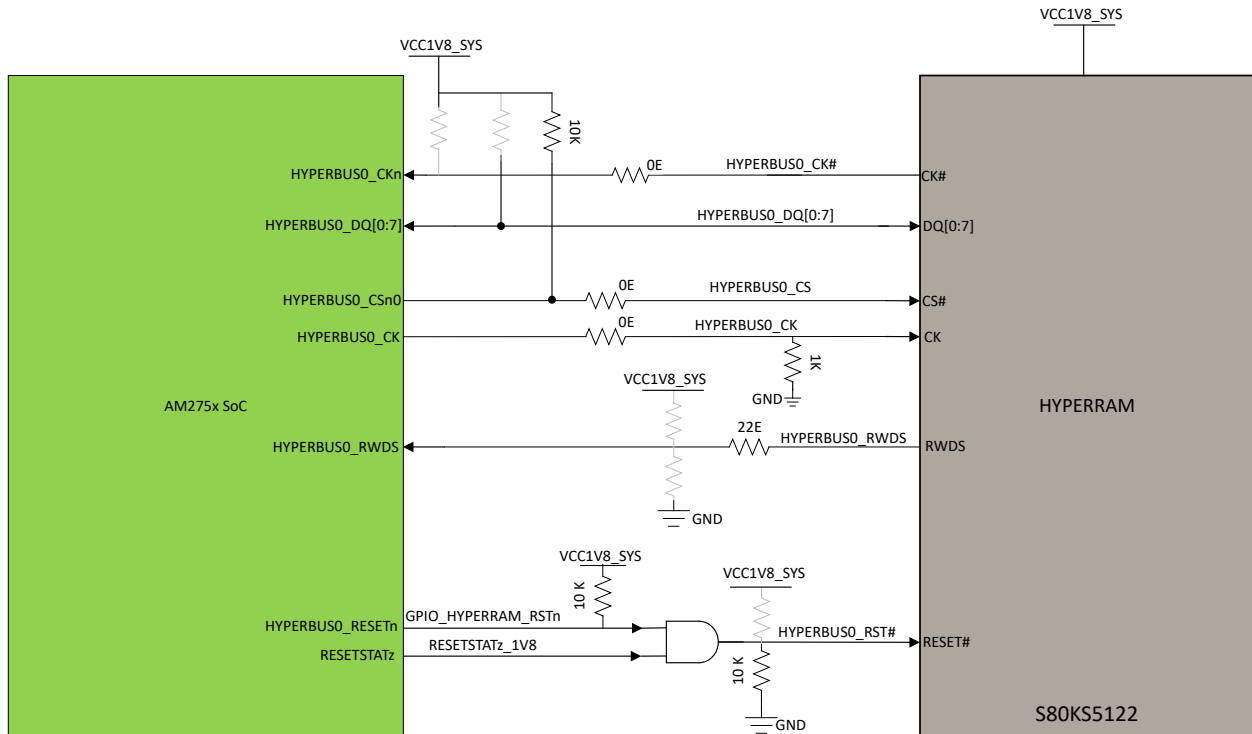 VCC1V8_SYS
VCC1V8_SYS
10K
HYPERBUS0_CKn
0E
HYPERBUS0_CK#
CK#
HYPERBUS0_DQ[0:7]
HYPERBUS0_DQ[0:7]
DQ[0:7]
HYPERBUS0_CSn0
0E
HYPERBUS0_CS
CS#
HYPERBUS0_CK
0E
HYPERBUS0_CK
CK
1K
GND
VCC1V8_SYS
AM275x SoC
HYPERRAM
HYPERBUS0_RWDS
22E
HYPERBUS0_RWDS
RWDS
GND
VCC1V8_SYS
10 K
VCC1V8_SYS
HYPERBUS0_RESETn
GPIO_HYPERRAM_RSTn
HYPERBUS0_RST#
RESET#
RESETSTATz
RESETSTATz_1V8
10 K
GND
S80KS5122